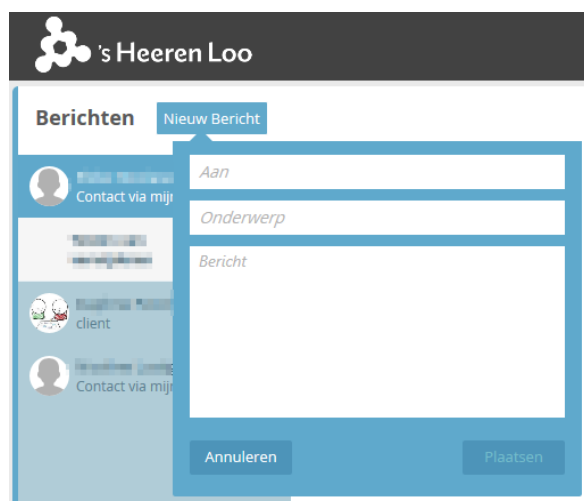 's Heeren Loo
Berichten
Nieuw Bericht
Aan
Contact via mij
Onderwerp
Bericht
client
Contact via mij
Annuleren
Plaatsen